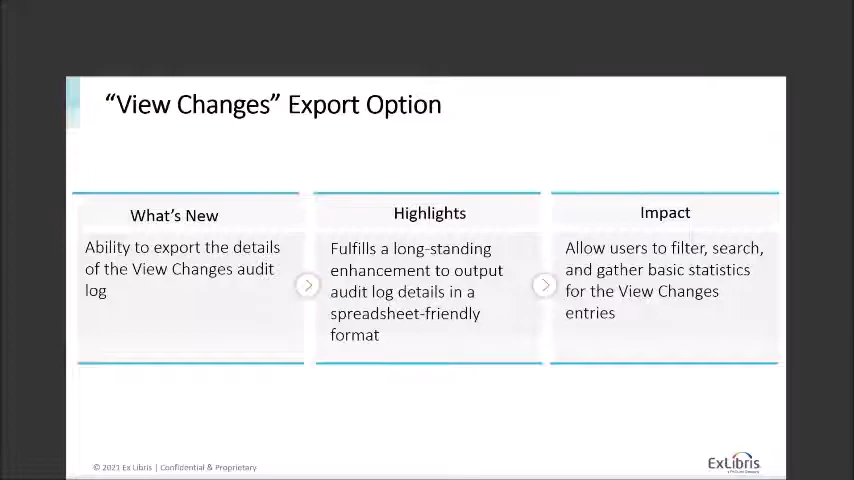 “View Changes” Export Option
What’s New
Ability to export the details
of the View Changes audit
log
Highlights
Fulfills a long-standing
enhancement to output
audit log details in a
spreadsheet-friendly
format
Impact
Allow users to filter, search,
and gather basic statistics
for the View Changes
entries
© 2021 Ex Libris | Confidential & Proprietary
ExLibris